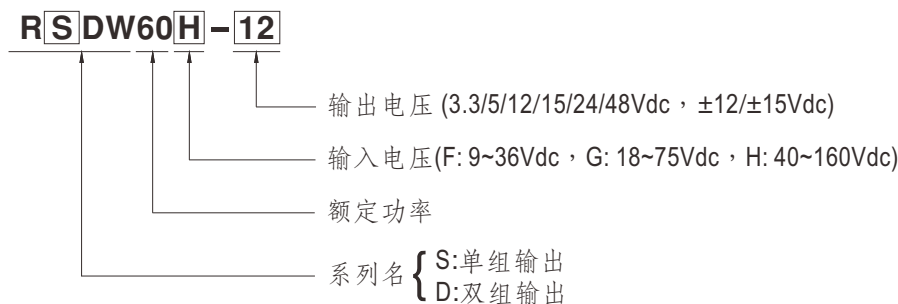 RSDW60H-12
输出电压 (3.3/5/12/15/24/48Vdc，±12/±15Vdc)
输入电压(F: 9~36Vdc，G: 18~75Vdc，H: 40~160Vdc)
额定功率
系列名 { S:单组输出
D:双组输出